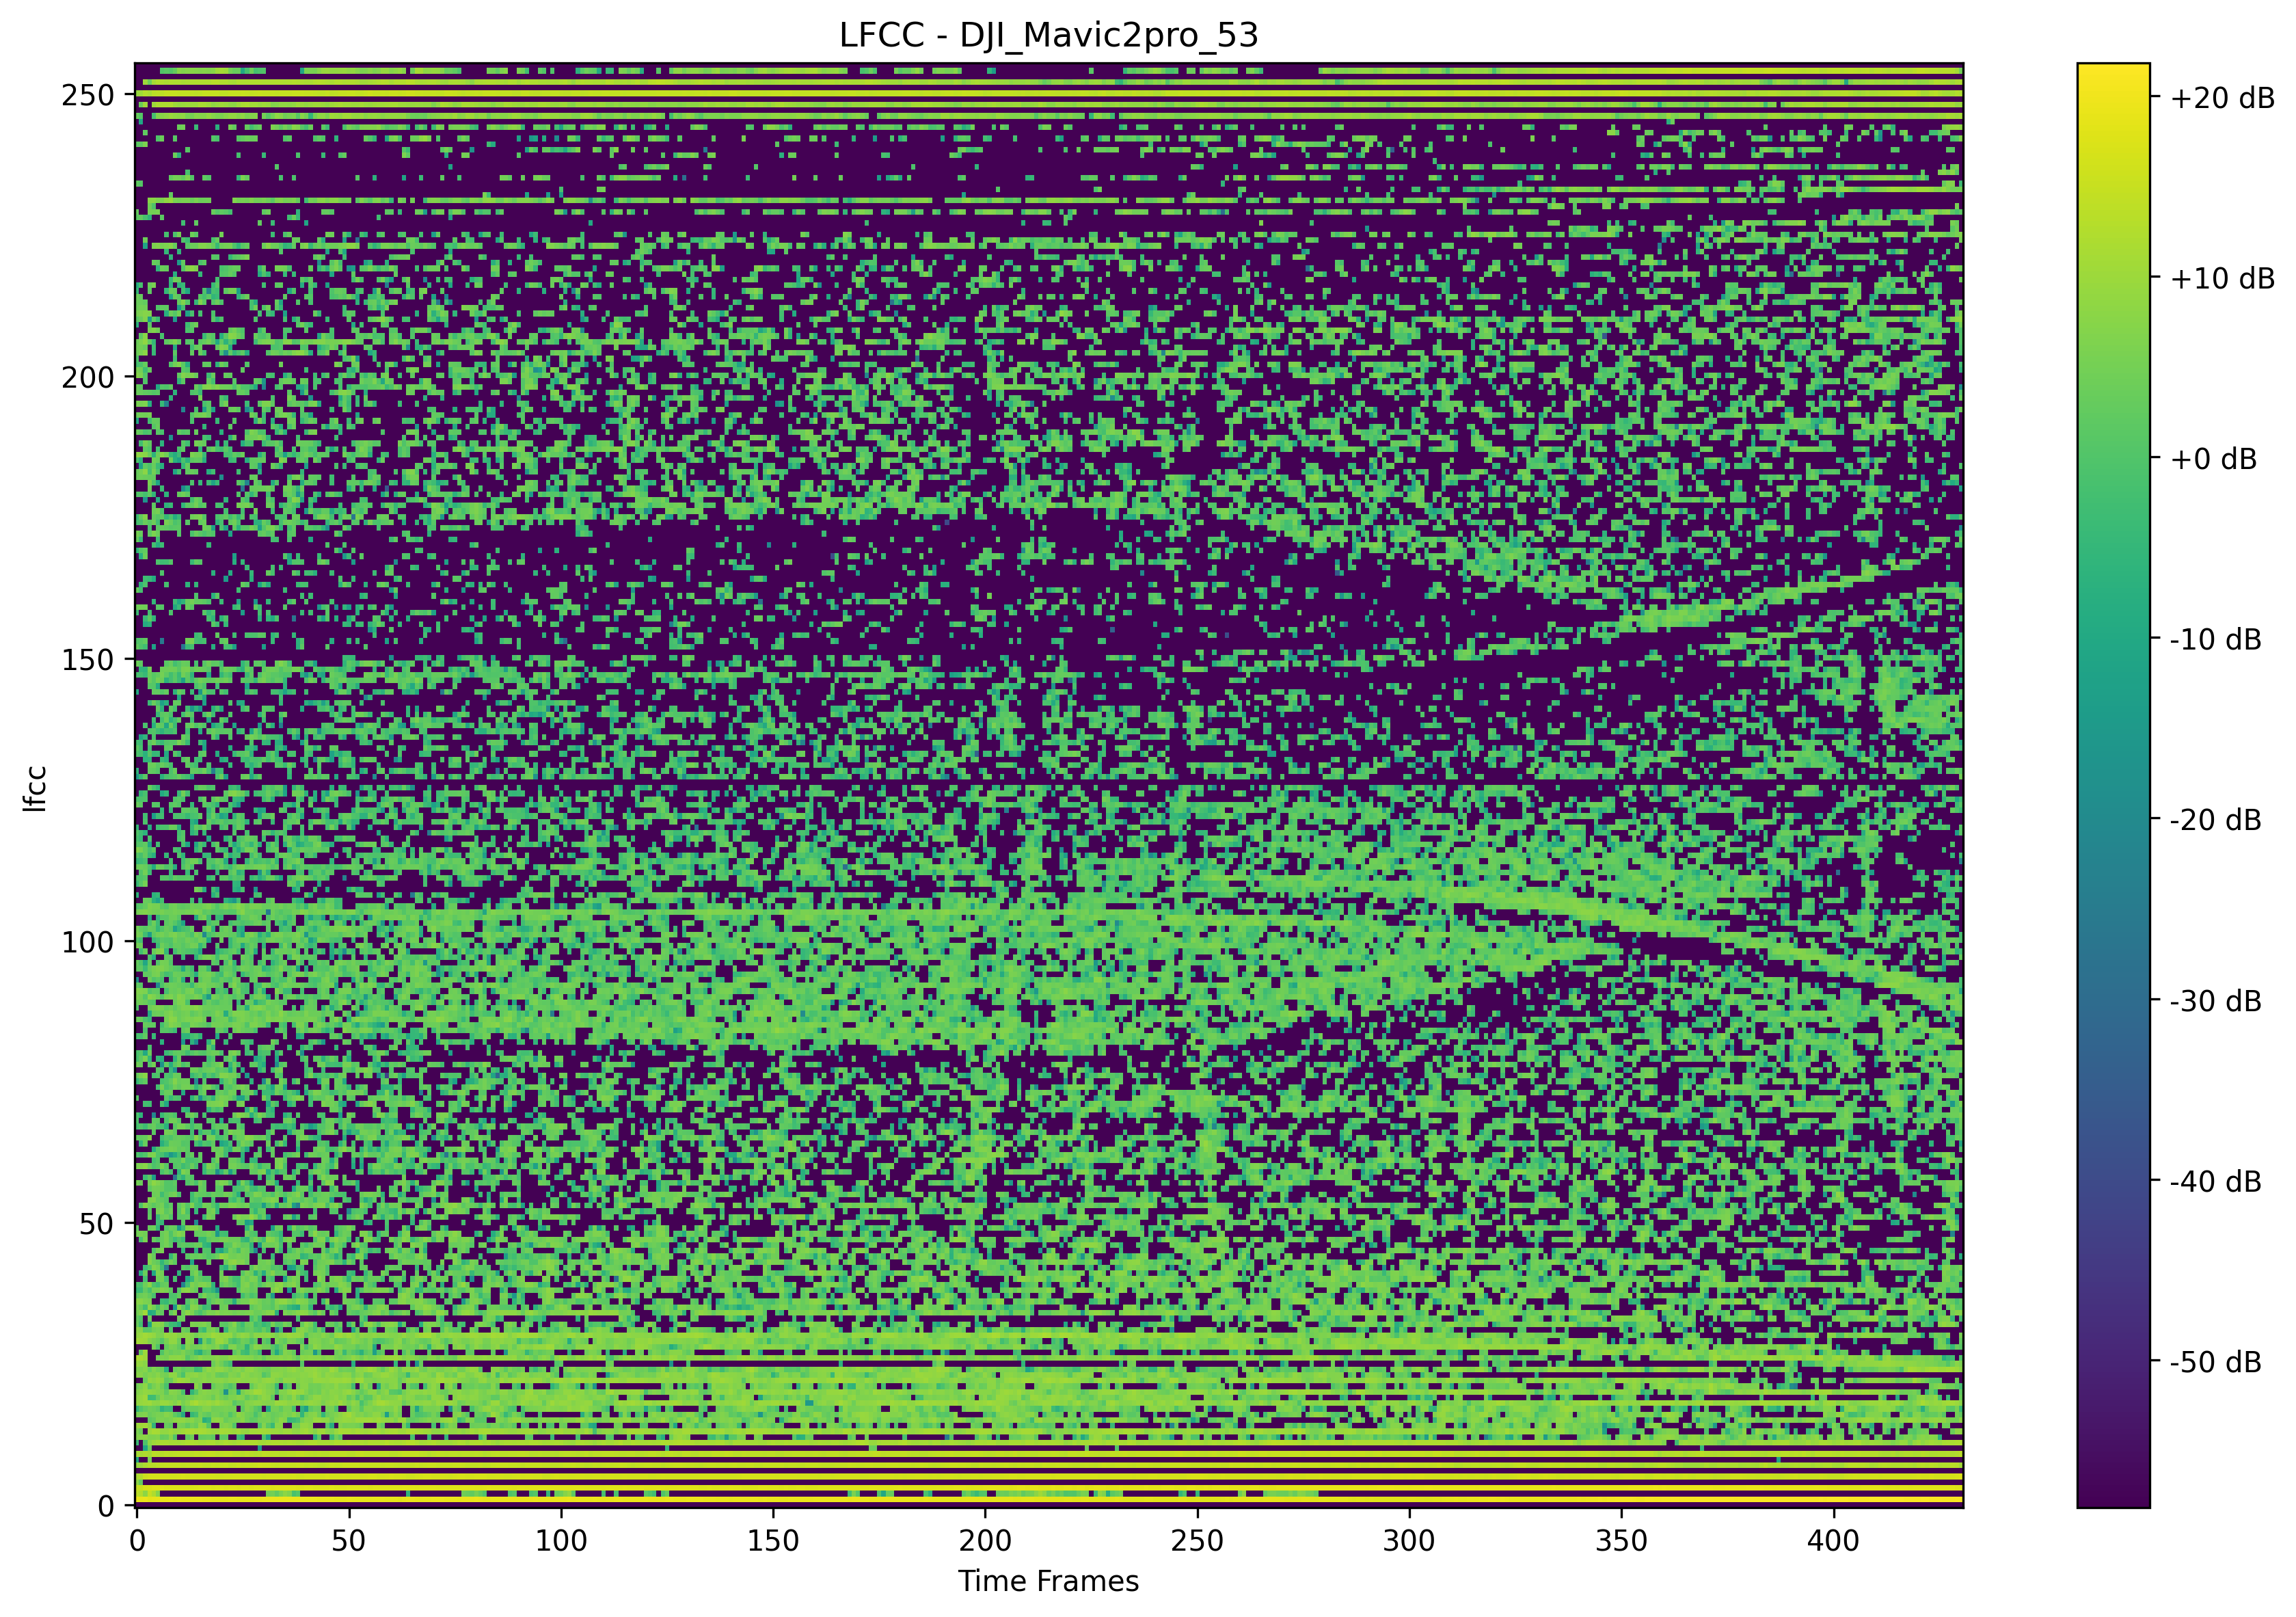 LFCC - DJI_Mavic2pro_53
250
200
150
100
50
0
lfcc
0 50 100 150 200 250 300 350 400
Time Frames
+20 dB
+10 dB
+0 dB
-10 dB
-20 dB
-30 dB
-40 dB
-50 dB